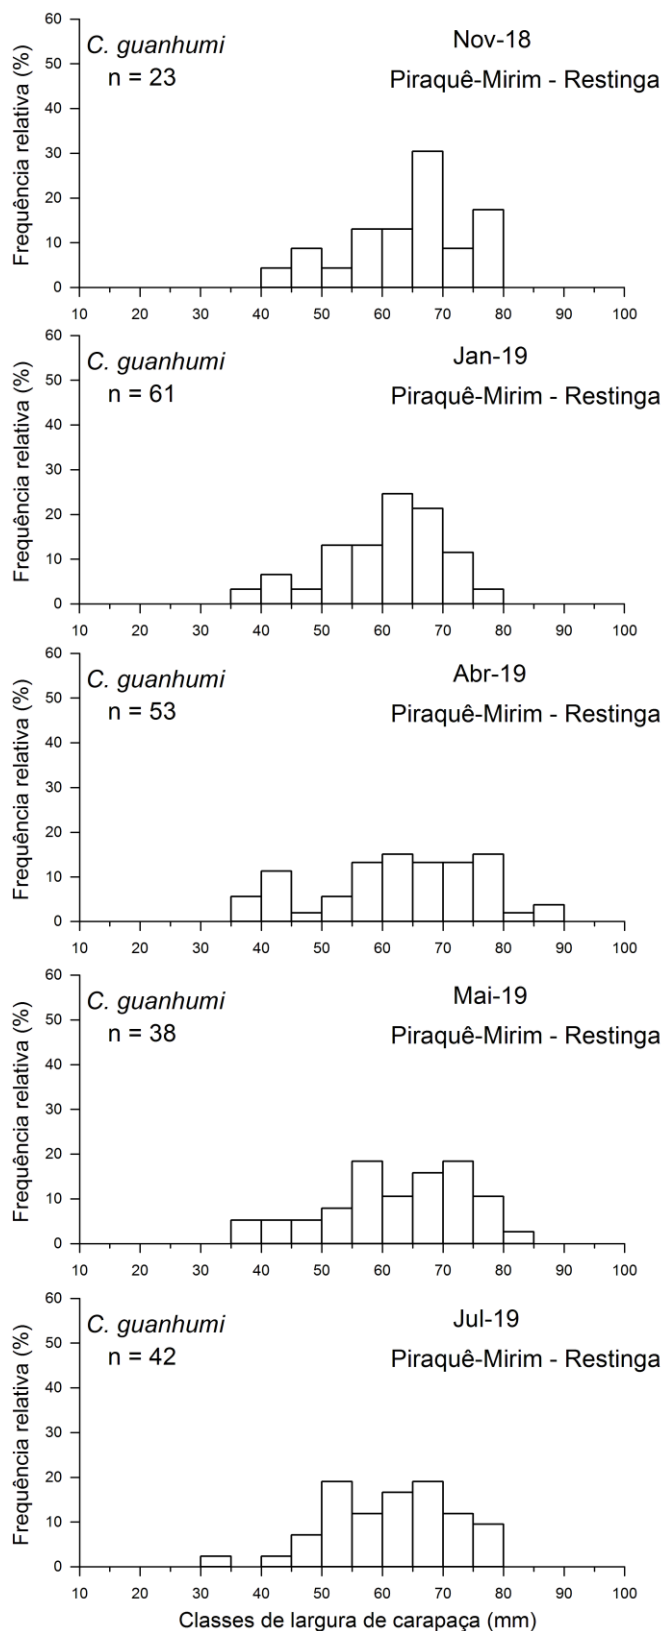 60
50
40
30
20
10
0
Frequência relativa (%)
C. guanhumi
n = 23
Nov-18
Piraquê-Mirim - Restinga
10 20 30 40 50 60 70 80 90 100
60
50
40
30
20
10
0
Frequência relativa (%)
C. guanhumi
n = 61
Jan-19
Piraquê-Mirim - Restinga
10 20 30 40 50 60 70 80 90 100
60
50
40
30
20
10
0
Frequência relativa (%)
C. guanhumi
n = 53
Abr-19
Piraquê-Mirim - Restinga
10 20 30 40 50 60 70 80 90 100
60
50
40
30
20
10
0
Frequência relativa (%)
C. guanhumi
n = 38
Mai-19
Piraquê-Mirim - Restinga
10 20 30 40 50 60 70 80 90 100
60
50
40
30
20
10
0
Frequência relativa (%)
C. guanhumi
n = 42
Jul-19
Piraquê-Mirim - Restinga
10 20 30 40 50 60 70 80 90 100
Classes de largura de carapaça (mm)